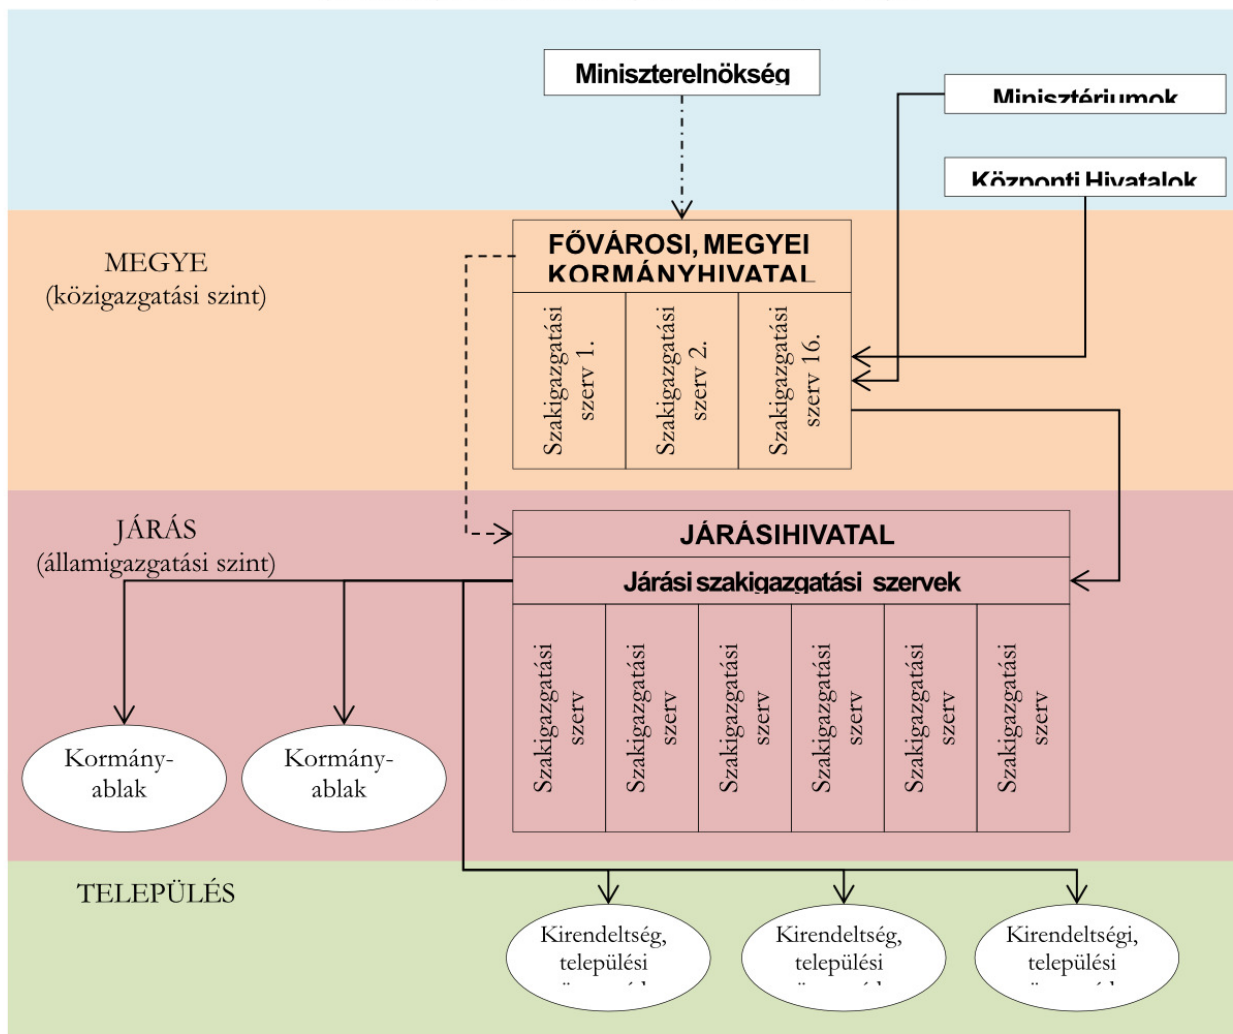 Miniszterelnökség
Minisztériumok
Központi Hivatalok
MEGYE
(közigazgatási szint)
FŐVÁROSI, MEGYEI
KORMÁNYHIVATAL
Szakigazgatási
szerv 1.
Szakigazgatási
szerv 2.
Szakigazgatási
szerv 16.
JÁRÁS
(államigazgatási szint)
JÁRÁSIHIVATAL
Járási szakigazgatási szervek
Szakigazgatási
szerv
Szakigazgatási
szerv
Szakigazgatási
szerv
Szakigazgatási
szerv
Szakigazgatási
szerv
Szakigazgatási
szerv
Kormány-
ablak
Kormány-
ablak
TELEPÜLÉS
Kirendeltség,
települési
Kirendeltség,
települési
Kirendeltségi,
települési